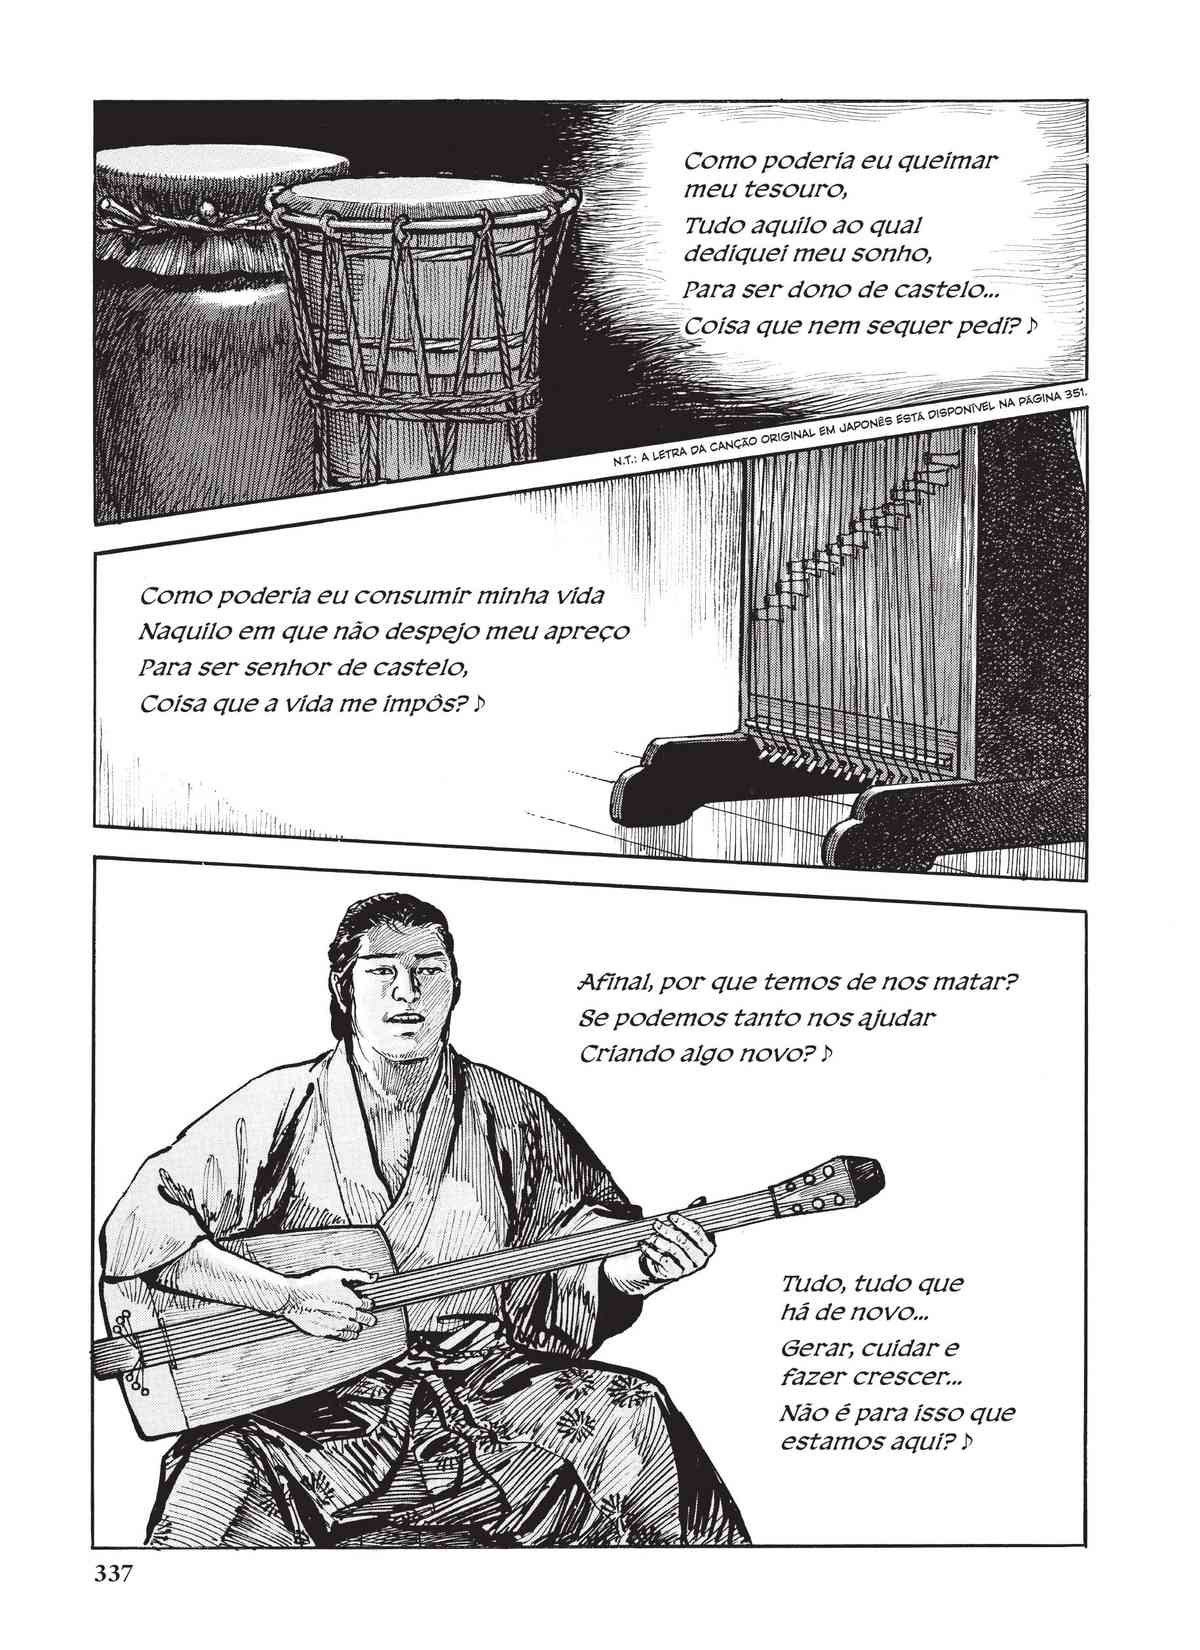 Como poderia eu queimar
meu tesouro,
Tudo aquilo ao qual
dediquei meu sonho,
Para ser dono de castelo...
Coisa que nem sequer pedi? ♪
N.T.: A LETRA DA CANÇÃO ORIGINAL EM JAPONÊS ESTÁ DISPONÍVEL NA PÁGINA 351.
Como poderia eu consumir minha vida
Naquilo em que não despejo meu apreço
Para ser senhor de castelo,
Coisa que a vida me impôs? ♪
Afinal, por que temos de nos matar?
Se podemos tanto nos ajudar
Criando algo novo? ♪
Tudo, tudo que
há de novo...
Gerar, cuidar e
fazer crescer...
Não é para isso que
estamos aqui? ♪
337